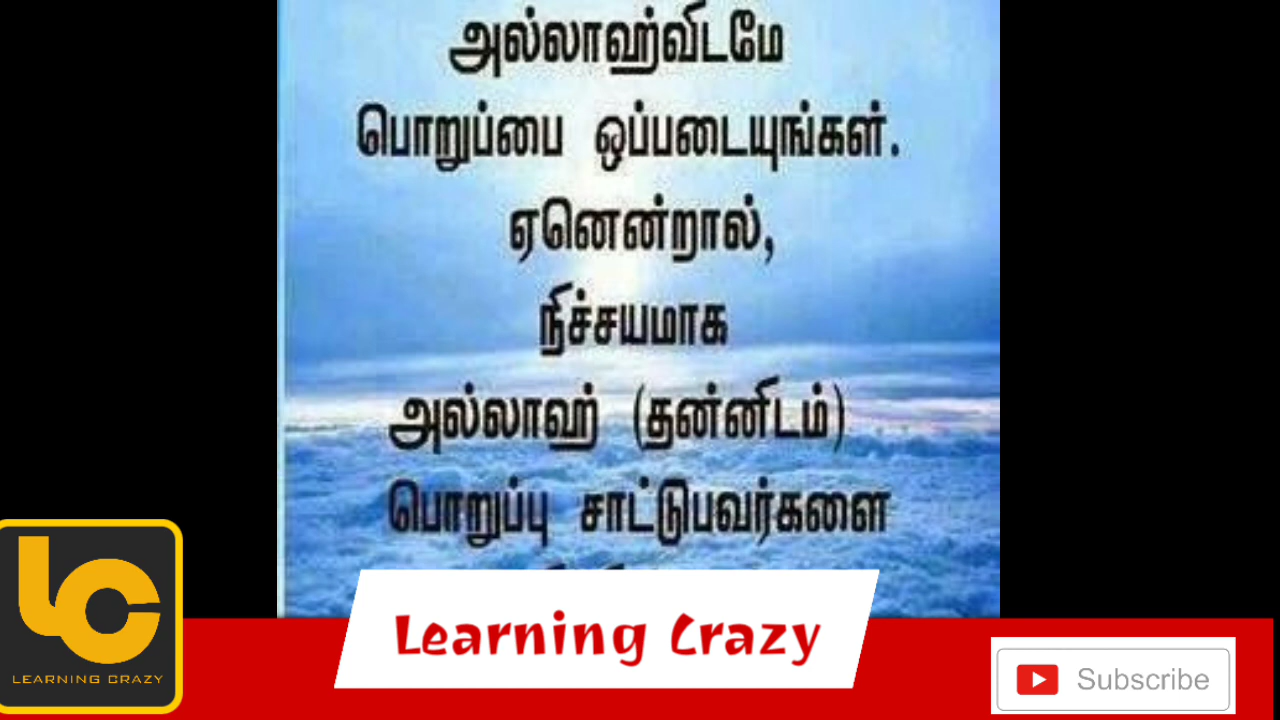 அல்லாஹ்விடமே
பொறுப்பை ஒப்படையுங்கள்.
ஏனென்றால்,
நிச்சயமாக
அல்லாஹ் (தன்னிடம்)
பொறுப்பு சாட்டுபவர்களை
Learning Crazy
LEARNING CRAZY
Subscribe